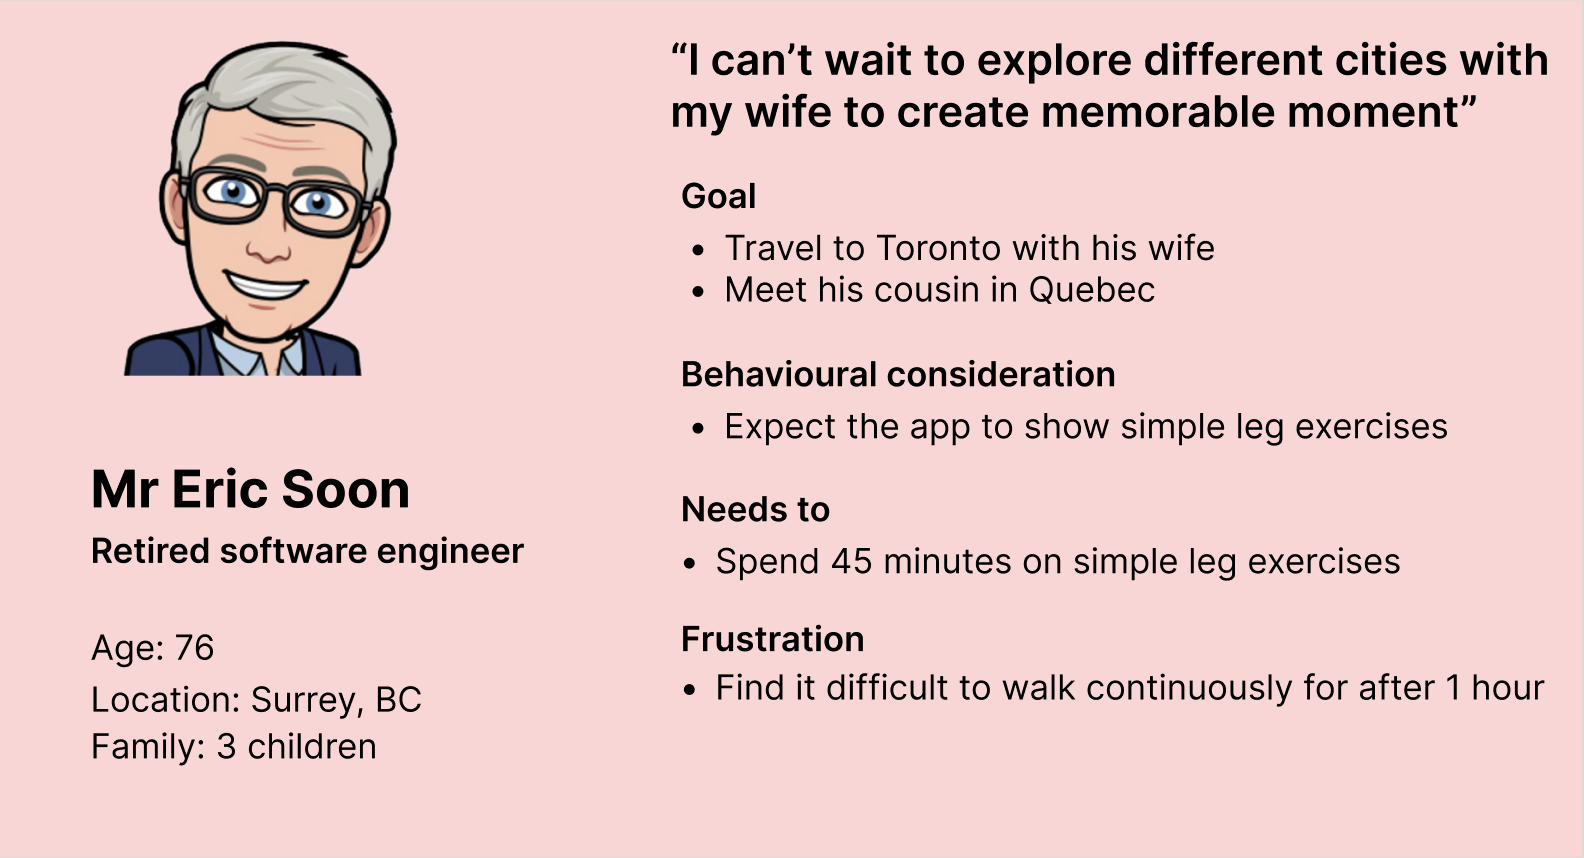 “I can’t wait to explore different cities with
my wife to create memorable moment”
Goal
• Travel to Toronto with his wife
• Meet his cousin in Quebec
Behavioural consideration
• Expect the app to show simple leg exercises
Needs to
• Spend 45 minutes on simple leg exercises
Frustration
• Find it difficult to walk continuously for after 1 hour
Mr Eric Soon
Retired software engineer
Age: 76
Location: Surrey, BC
Family: 3 children